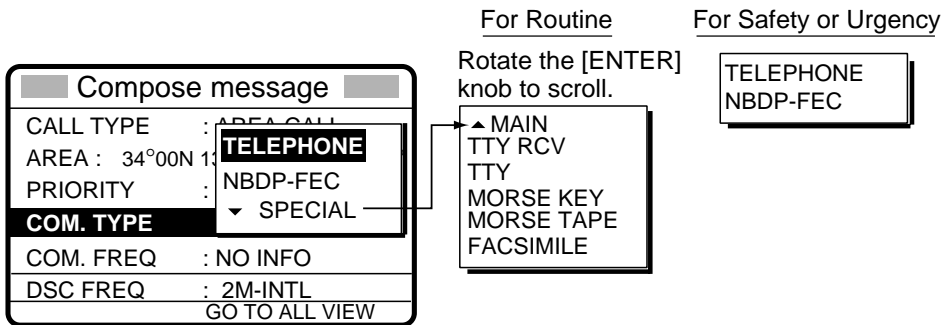 For Routine
For Safety or Urgency
Rotate the [ENTER]
knob to scroll.
Compose message
CALL TYPE : AREA CALL
AREA : 34°00N 13
PRIORITY :
COM. TYPE
COM. FREQ : NO INFO
DSC FREQ : 2M-INTL
GO TO ALL VIEW
TELEPHONE
NBDP-FEC
SPECIAL
MAIN
TTY RCV
TTY
MORSE KEY
MORSE TAPE
FACSIMILE
TELEPHONE
NBDP-FEC